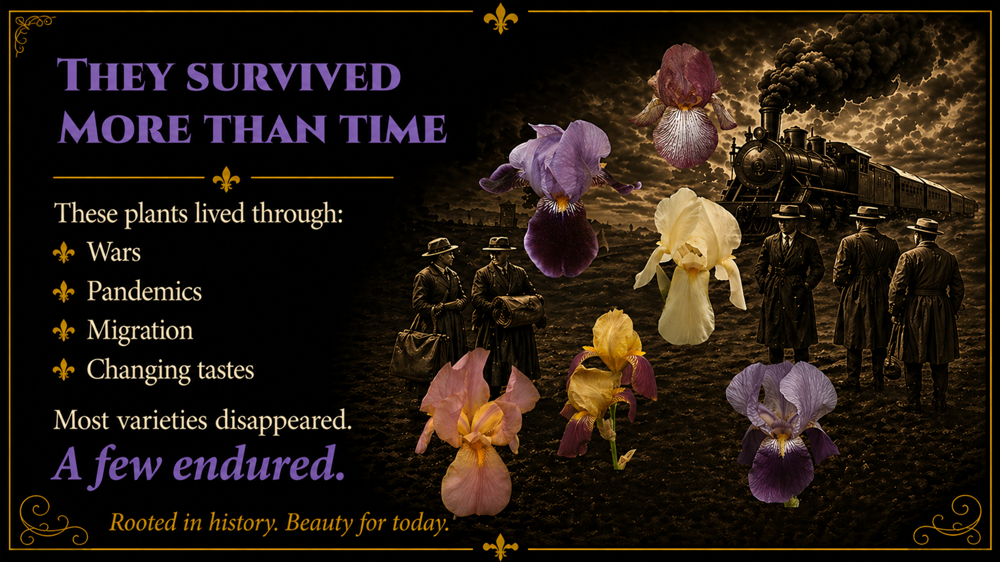 They survived
More than time
These plants lived through:
Wars
Pandemics
Migration
Changing tastes
Most varieties disappeared.
A few endured.
Rooted in history. Beauty for today.